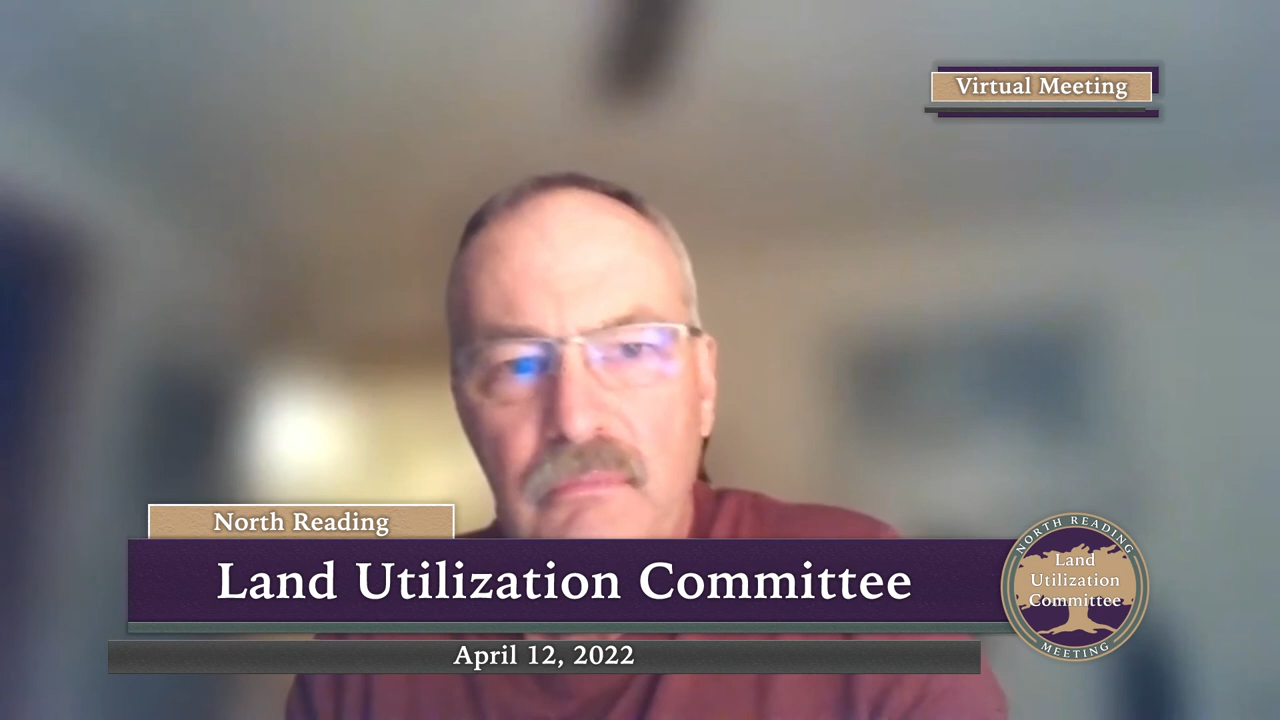 Virtual Meeting
North Reading
Land Utilization Committee
April 12, 2022
NORTH READING
Land
Utilization
Committee
MEETING